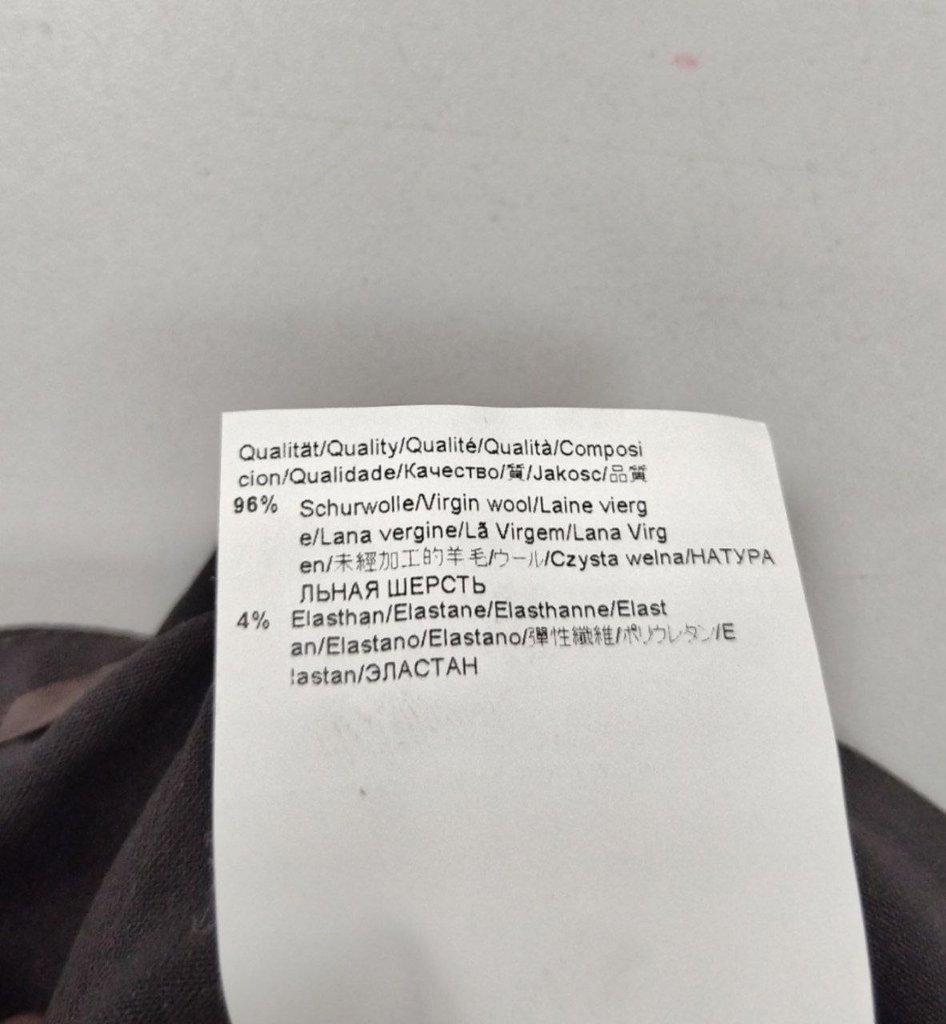 Qualität/Quality/Qualité/Qualità/Composi
cion/Qualidade/Качество/質/Jakosc/品質
96% Schurwolle/Virgin wool/Laine vierg
e/Lana vergine/Lã Virgem/Lana Virg
en/未經加工的羊毛/ウール/Czysta welna/НАТУРА
ЛЬНАЯ ШЕРСТЬ
4% Elasthan/Elastane/Elasthanne/Elast
an/Elastano/Elastano/彈性纖維/ポリウレタン/E
lastan/ЭЛАСТАН